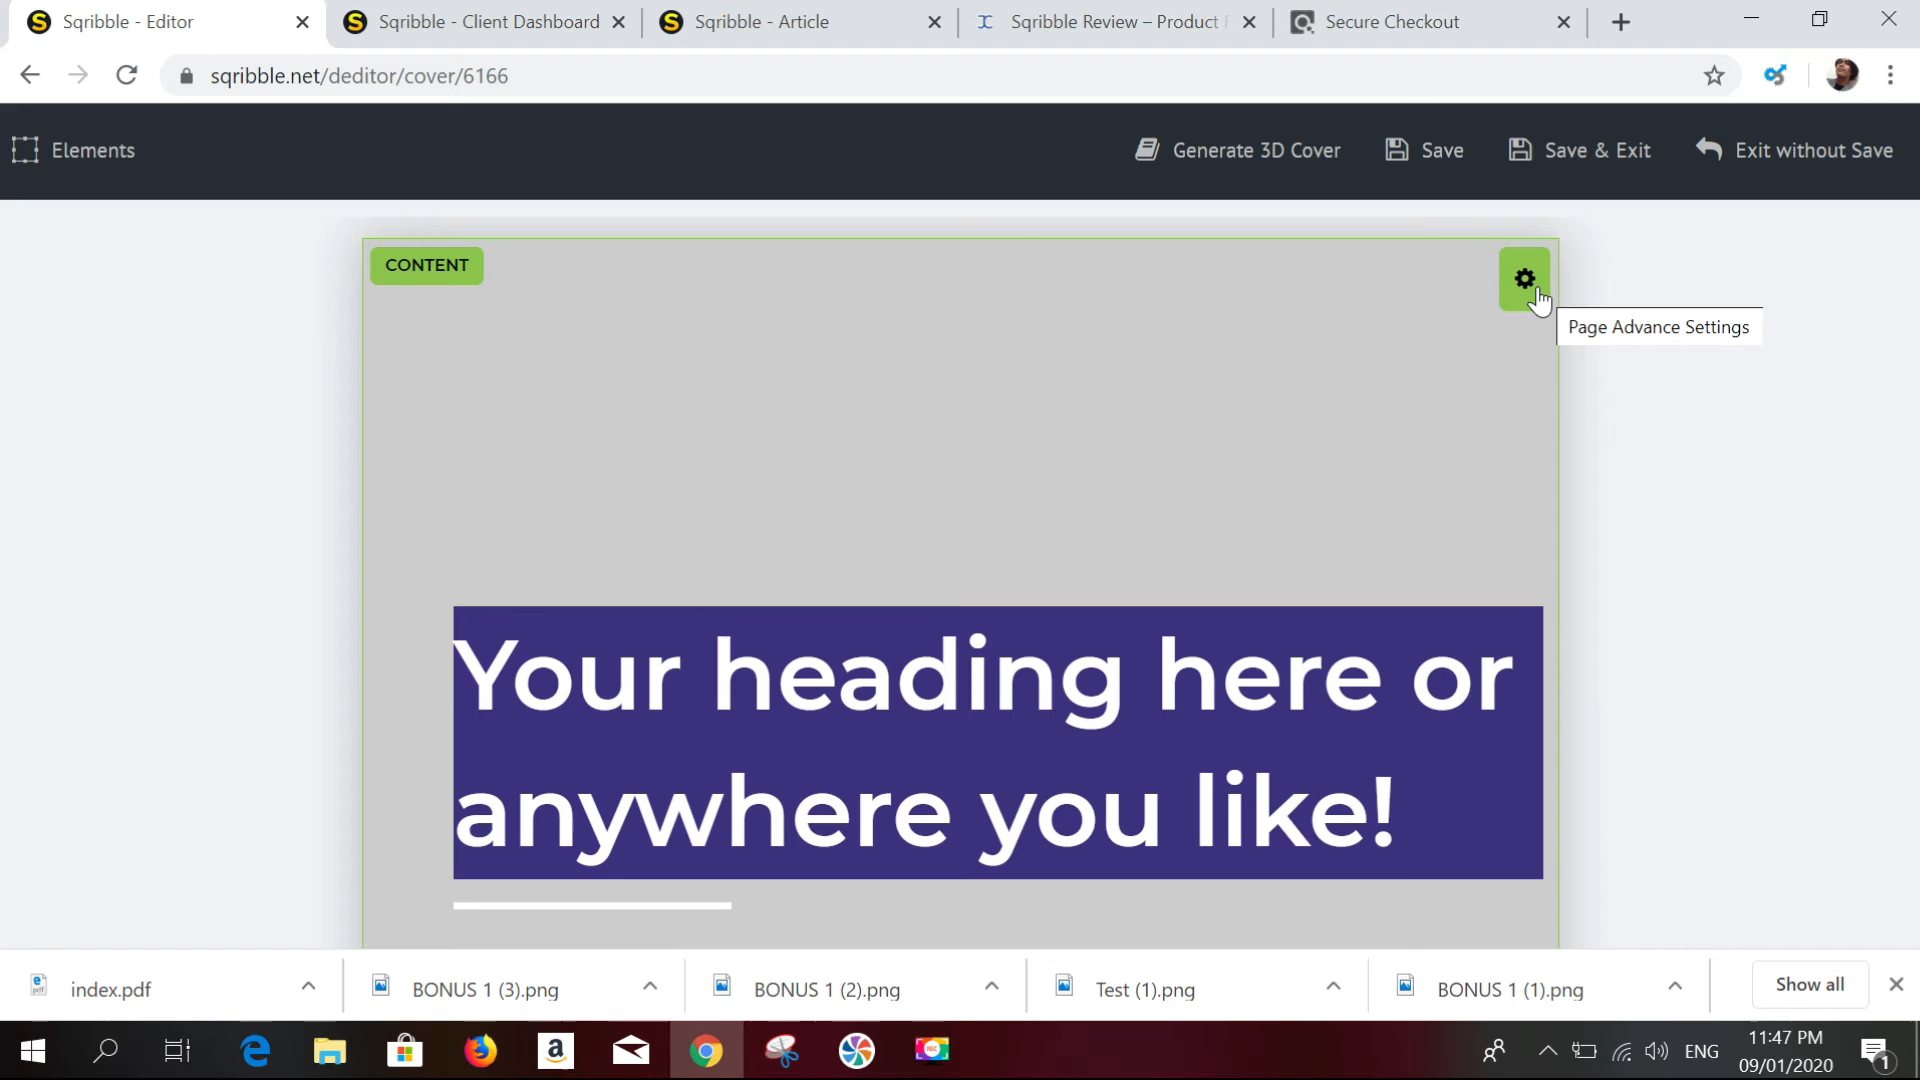 Sqribble - Editor
Sqribble - Client Dashboard
Sqribble - Article
Sqribble Review – Product
Secure Checkout
sqribble.net/deditor/cover/6166
Elements
Generate 3D Cover
Save
Save & Exit
Exit without Save
CONTENT
Page Advance Settings
Your heading here or
anywhere you like!
index.pdf
BONUS 1 (3).png
BONUS 1 (2).png
Test (1).png
BONUS 1 (1).png
Show all
ENG
11:47 PM
09/01/2020
1